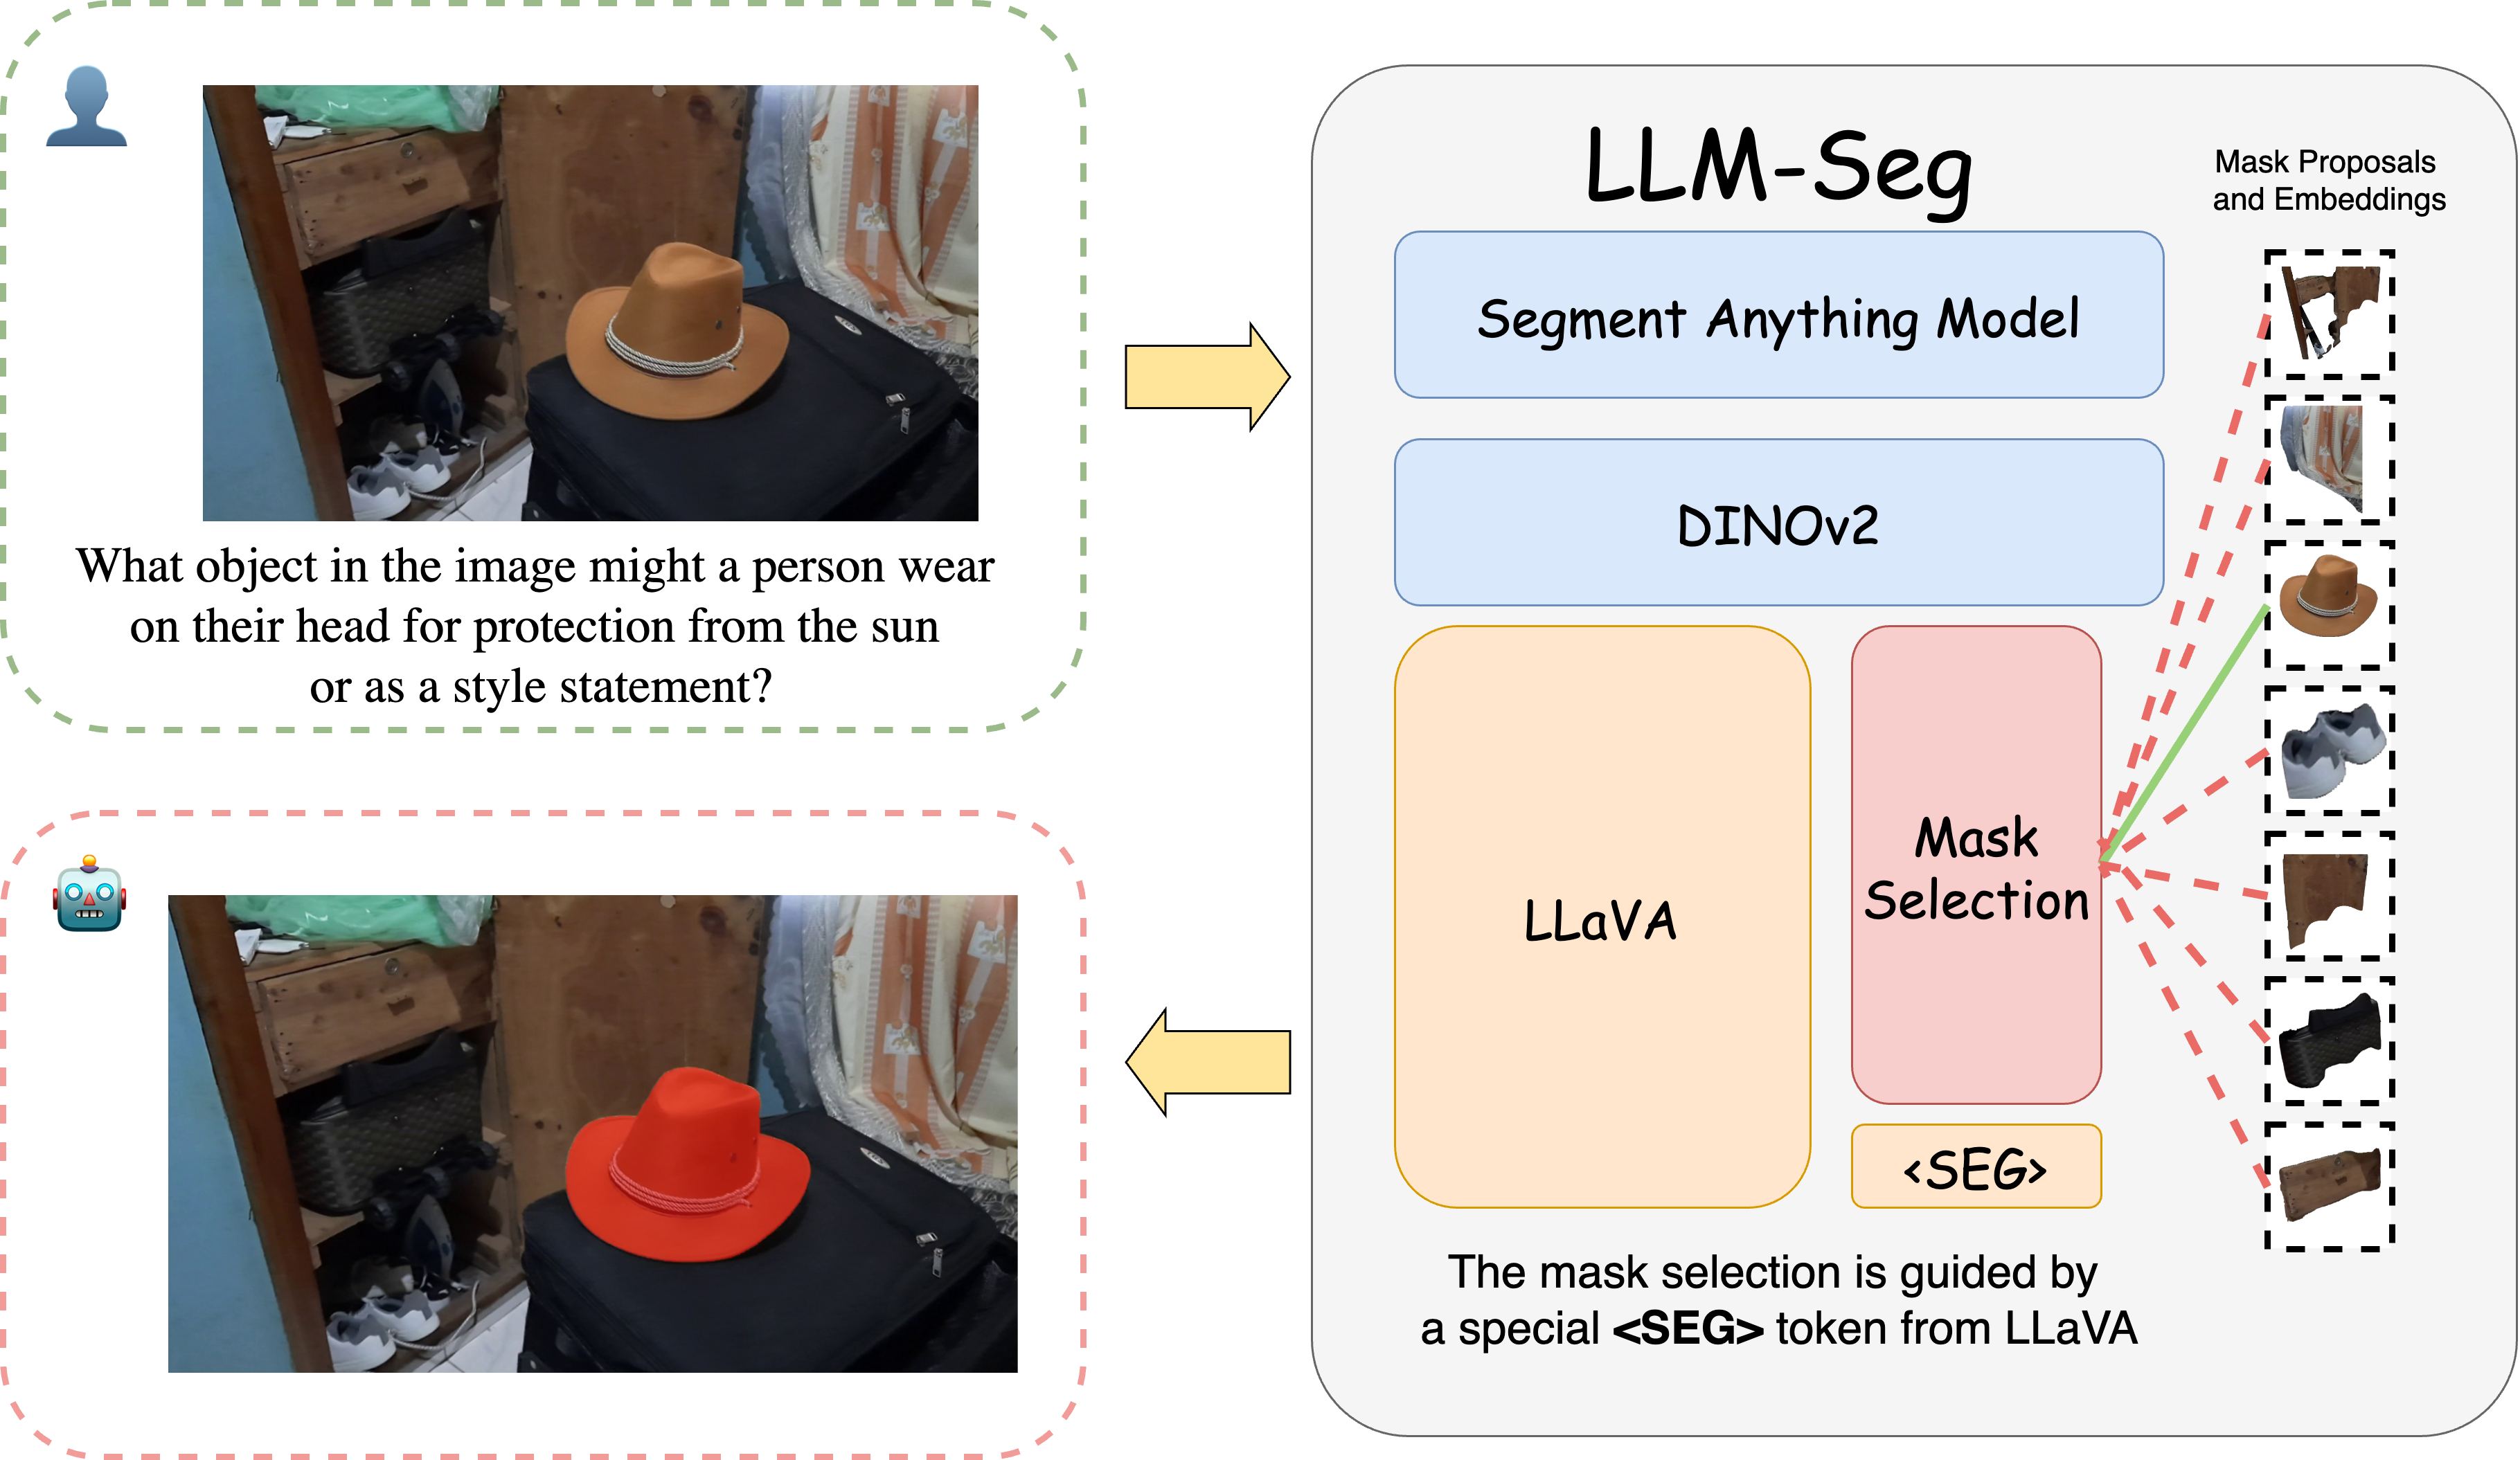 What object in the image might a person wear
on their head for protection from the sun
or as a style statement?
LLM-Seg
Mask Proposals
and Embeddings
Segment Anything Model
DINOv2
LLaVA
Mask
Selection
<SEG>
The mask selection is guided by
a special <SEG> token from LLaVA